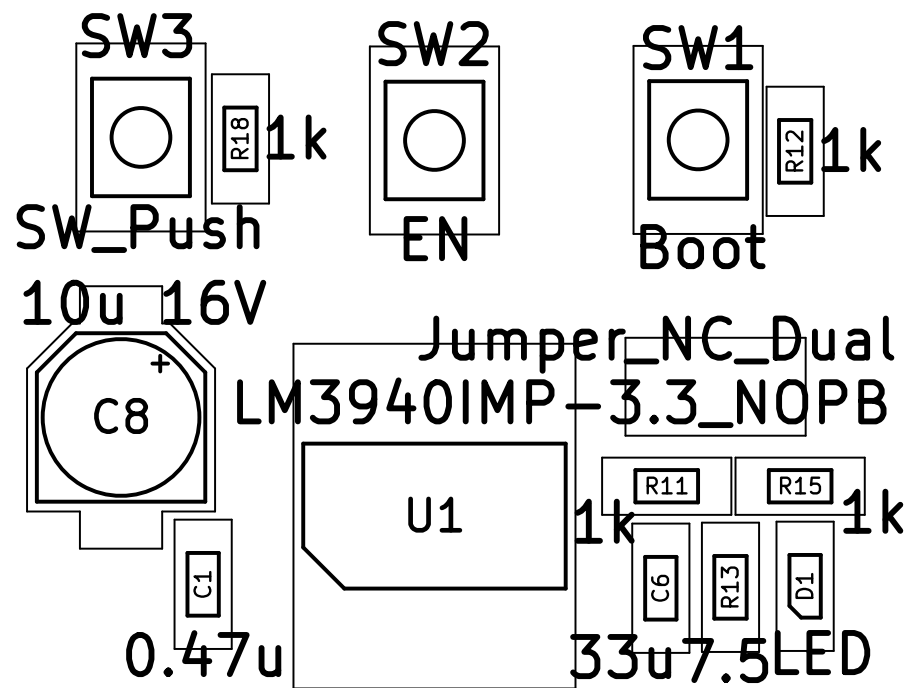 SW3
SW2
SW1
R18
1k
R12
1k
SW_Push
EN
Boot
10u 16V
Jumper_NC_Dual
+
C8
LM3940IMP-3.3_NOPB
R11
R15
U1
1k
1k
C1
C6
R13
D1
0.47u
33u
7.5
LED